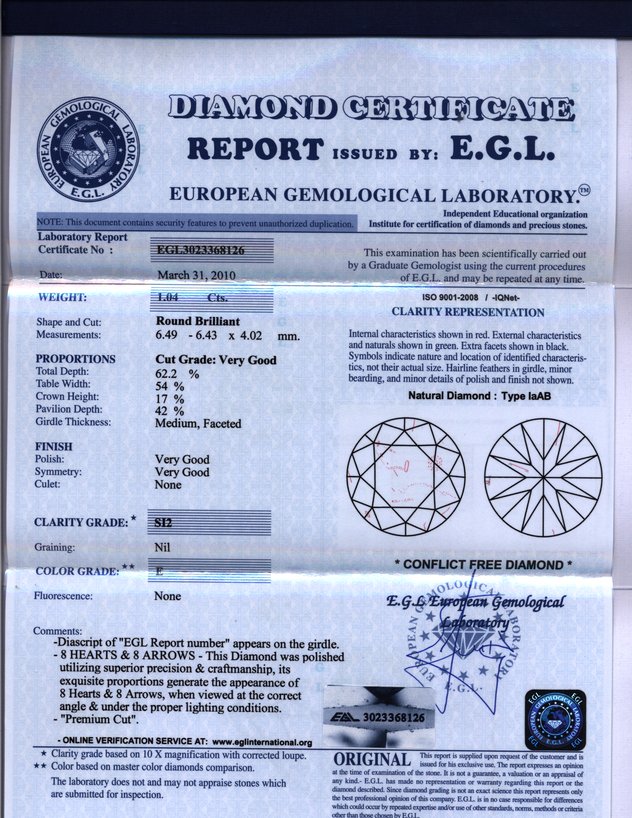 DIAMOND CERTIFICATE
REPORT ISSUED BY: E.G.L.
EUROPEAN GEMOLOGICAL LABORATORY.™
EUROPEAN GEMOLOGICAL LABORATORY
E.G.L.
Independent Educational organization
NOTE: This document contains security features to prevent unauthorized duplication.
Institute for certification of diamonds and precious stones.
Laboratory Report
Certificate No : EGL3023368126
Date: March 31, 2010
WEIGHT: 1.04 Cts.
Shape and Cut: Round Brilliant
Measurements: 6.49 - 6.43 x 4.02 mm.
PROPORTIONS Cut Grade: Very Good
Total Depth: 62.2 %
Table Width: 54 %
Crown Height: 17 %
Pavilion Depth: 42 %
Girdle Thickness: Medium, Faceted
FINISH
Polish: Very Good
Symmetry: Very Good
Culet: None
CLARITY GRADE: * SI2
Graining: Nil
COLOR GRADE: ** E
Fluorescence: None
Comments:
-Diascript of "EGL Report number" appears on the girdle.
- 8 HEARTS & 8 ARROWS - This Diamond was polished
utilizing superior precision & craftmanship, its
exquisite proportions generate the appearance of
8 Hearts & 8 Arrows, when viewed at the correct
angle & under the proper lighting conditions.
- "Premium Cut".
- ONLINE VERIFICATION SERVICE AT: www.eglinternational.org
★ Clarity grade based on 10 X magnification with corrected loupe.
★★ Color based on master color diamonds comparison.
The laboratory does not and may not appraise stones which
are submitted for inspection.
This examination has been scientifically carried out
by a Graduate Gemologist using the current procedures
of E.G.L. and may be repeated at any time.
ISO 9001-2008 / -IQNet-
CLARITY REPRESENTATION
Internal characteristics shown in red. External characteristics
and naturals shown in green. Extra facets shown in black.
Symbols indicate nature and location of identified characteris-
tics, not their actual size. Hairline feathers in girdle, minor
bearding, and minor details of polish and finish not shown.
Natural Diamond : Type IaAB
* CONFLICT FREE DIAMOND *
E.G.L European Gemological
Laboratory
EUROPEAN GEMOLOGICAL LABORATORY
E.G.L.
EGL 3023368126
EGL EGL
E.G.L.
EGL EGL
ORIGINAL This report is supplied upon request of the customer and is
issued for his exclusive use. The report expresses an opinion
at the time of examination of the stone. It is not a guarantee, a valuation or an appraisal of
any kind.- E.G.L. has made no representation or warranty regarding this report or the
diamond described. Since diamond grading is not an exact science this report represents only
the best professional opinion of this company. E.G.L. is in no case responsible for differences
which could occur by repeated expertise and/or use of other standards, norms, methods or criteria
other than those chosen by E.G.L.